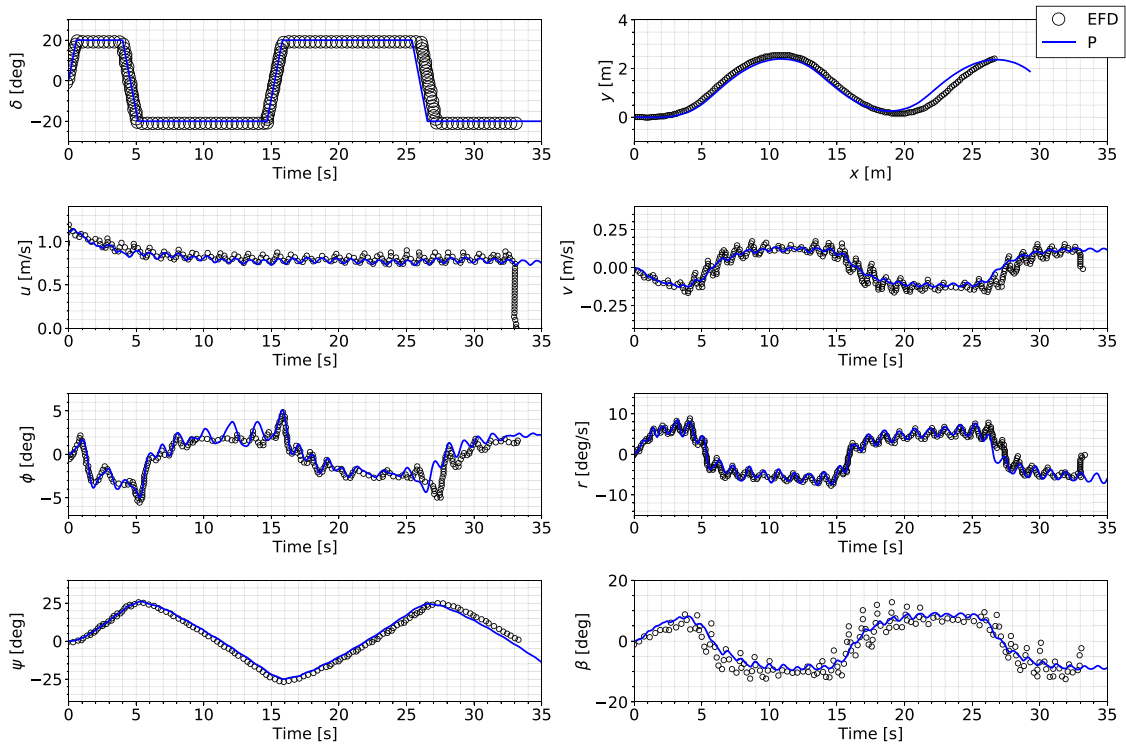 20
0
−20
δ [deg]
0 5 10 15 20 25 30 35
Time [s]
4
2
0
y [m]
0 5 10 15 20 25 30 35
x [m]
EFD
P
1.0
0.5
0.0
u [m/s]
0 5 10 15 20 25 30 35
Time [s]
0.25
0.00
−0.25
v [m/s]
0 5 10 15 20 25 30 35
Time [s]
5
0
−5
ϕ [deg]
0 5 10 15 20 25 30 35
Time [s]
10
0
−10
r [deg/s]
0 5 10 15 20 25 30 35
Time [s]
25
0
−25
ψ [deg]
0 5 10 15 20 25 30 35
Time [s]
20
0
−20
β [deg]
0 5 10 15 20 25 30 35
Time [s]